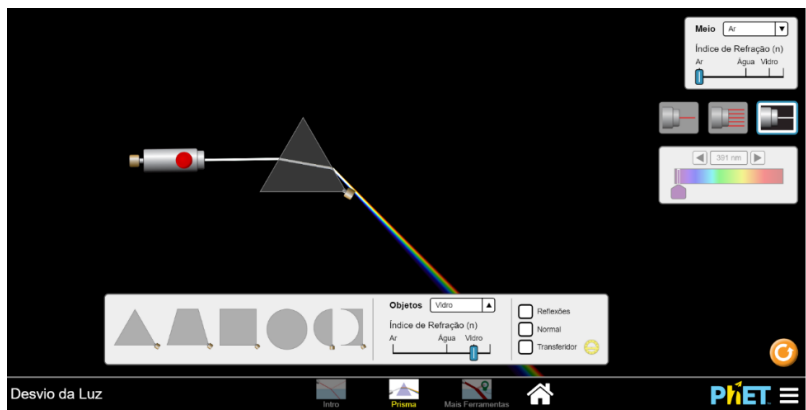 Meio Ar
Índice de Refração (n)
Ar Água Vidro
391 nm
Objetos Vidro
Índice de Refração (n)
Ar Água Vidro
Reflexões
Normal
Transferidor
Desvio da Luz
Intro
Prisma
Mais Ferramentas
PhET